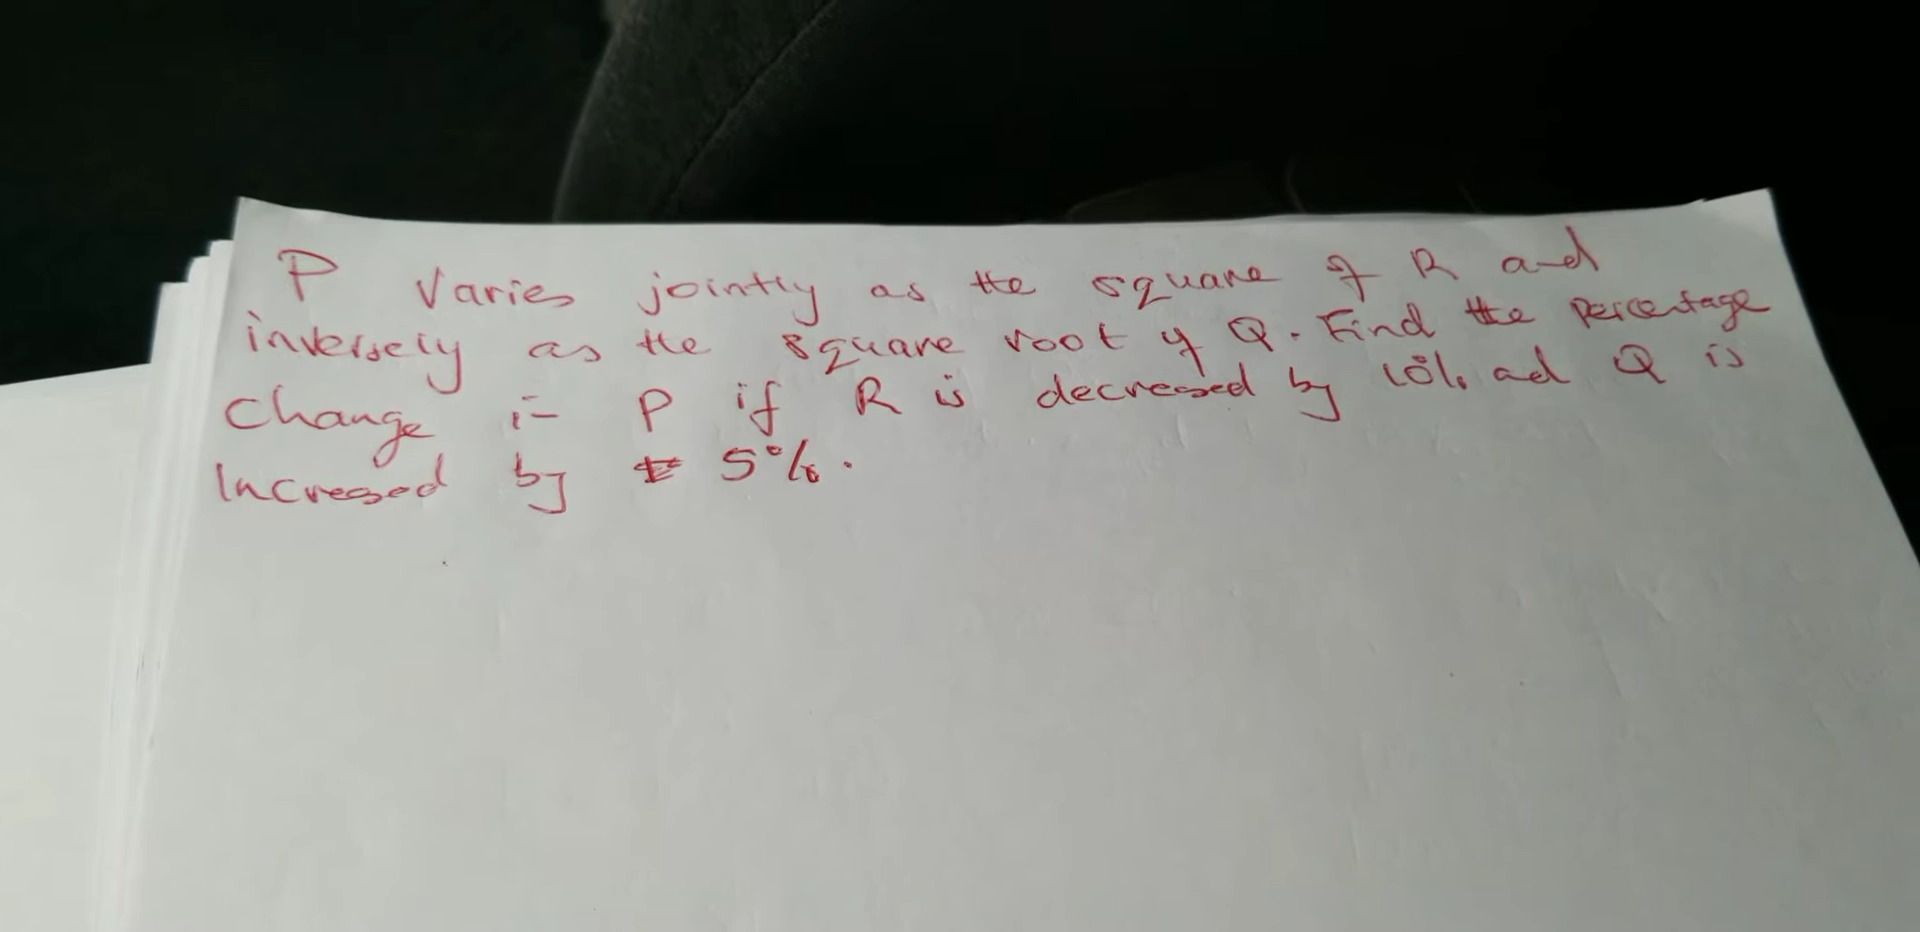 P varies jointly as the square of R and
inversely as the square root of Q. Find the percentage
change in P if R is decreased by 10% and Q is
increased by 5%.